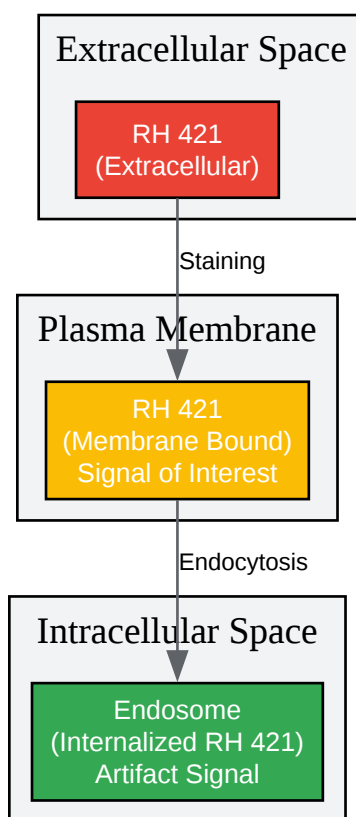 Extracellular Space
RH 421
(Extracellular)
Staining
Plasma Membrane
RH 421
(Membrane Bound)
Signal of Interest
Endocytosis
Intracellular Space
Endosome
(Internalized RH 421)
Artifact Signal